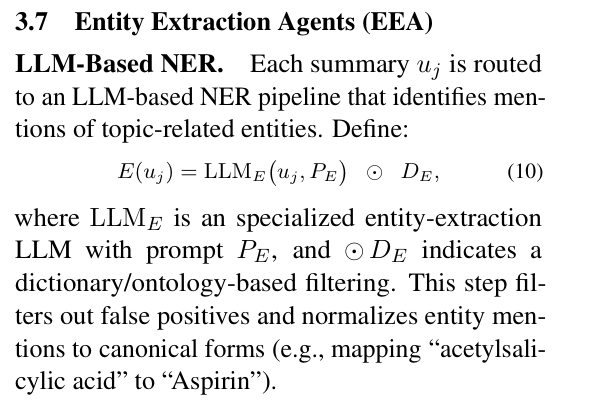 3.7 Entity Extraction Agents (EEA)
LLM-Based NER. Each summary u_j is routed
to an LLM-based NER pipeline that identifies men-
tions of topic-related entities. Define:
E(u_j) = LLM_E(u_j, P_E) ⊙ D_E, (10)
where LLM_E is an specialized entity-extraction
LLM with prompt P_E, and ⊙ D_E indicates a
dictionary/ontology-based filtering. This step fil-
ters out false positives and normalizes entity men-
tions to canonical forms (e.g., mapping “acetylsali-
cylic acid” to “Aspirin”).